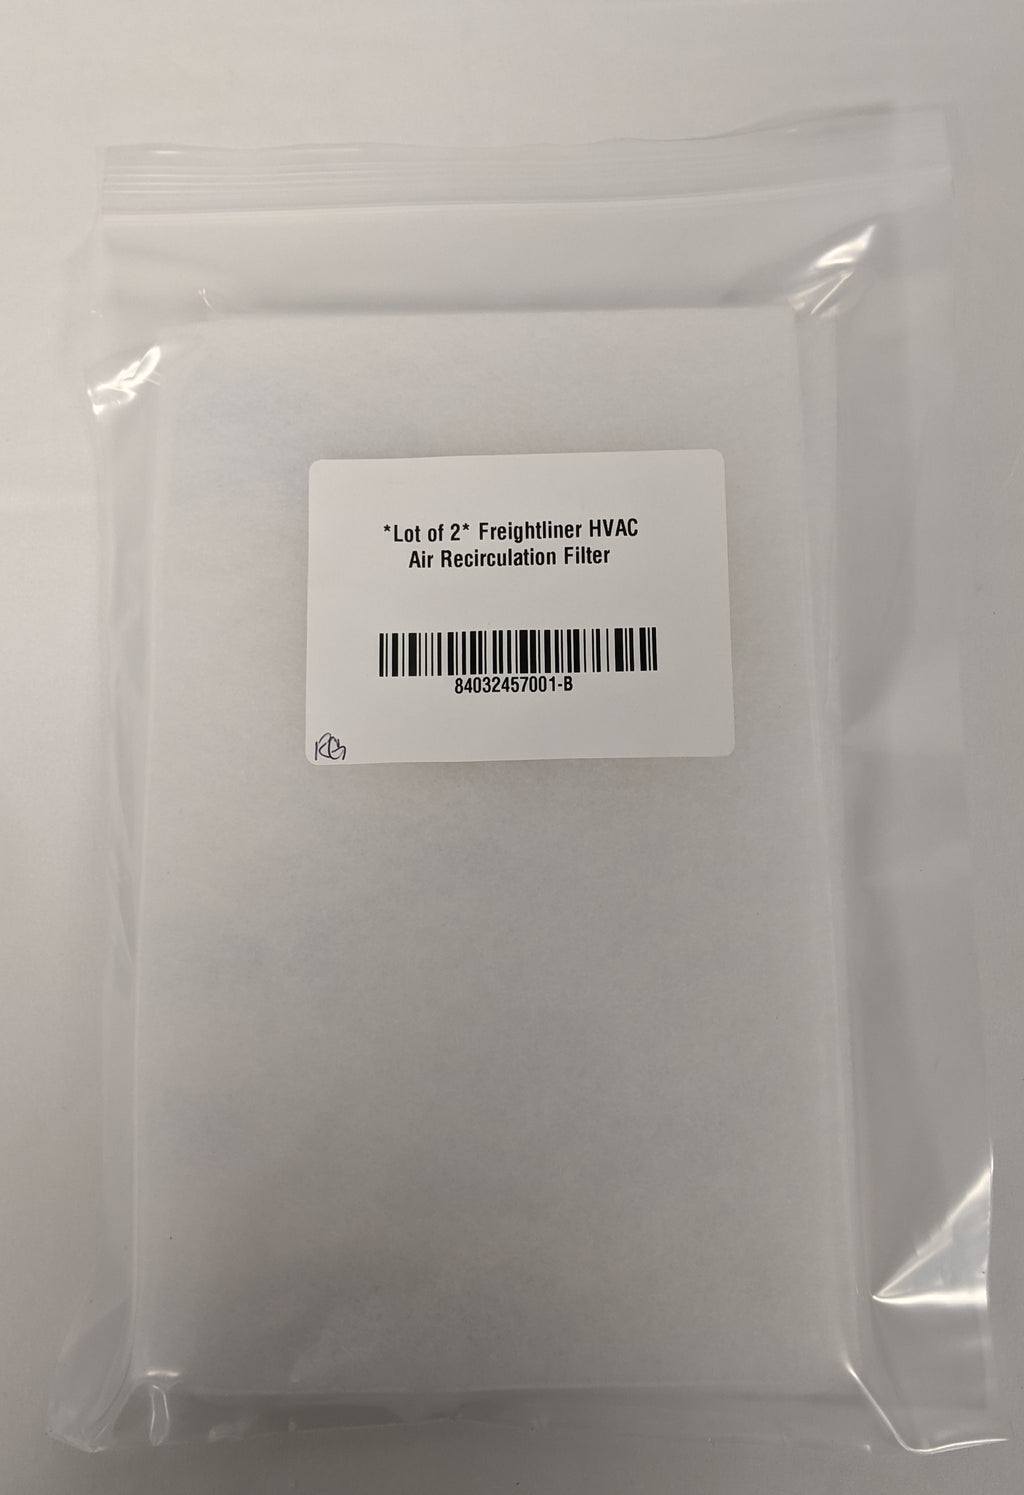 *Lot of 2* Freightliner HVAC
Air Recirculation Filter
84032457001-B